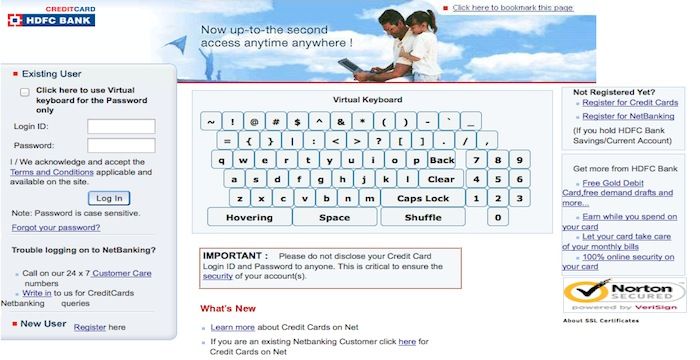 CREDITCARD
HDFC BANK
Now up-to-the second
access anytime anywhere !
Click here to bookmark this page
Existing User
Click here to use Virtual
keyboard for the Password
only
Login ID:
Password:
I / We acknowledge and accept the
Terms and Conditions applicable and
available on the site.
Log In
Note: Password is case sensitive.
Forgot your password?
Trouble logging on to NetBanking?
Call on our 24 x 7 Customer Care
numbers
Write in to us for CreditCards
Netbanking queries
New User Register here
Virtual Keyboard
~ ! @ # $ ^ & * ( ) - ` _
= { } | : < > ? [ ] . / ,
q w e r t y u i o p Back 7 8 9
a s d f g h j k l Clear 4 5 6
z x c v b n m Caps Lock 1 2 3
Hovering Space Shuffle 0
IMPORTANT : Please do not disclose your Credit Card
Login ID and Password to anyone. This is critical to ensure the
security of your account(s).
What's New
Learn more about Credit Cards on Net
If you are an existing Netbanking Customer click here for
Credit Cards on Net
Not Registered Yet?
Register for Credit Cards
Register for NetBanking
(If you hold HDFC Bank
Savings/Current Account)
Get more from HDFC Bank
Free Gold Debit
Card,free demand drafts and
more...
Earn while you spend on
your card
Let your card take care
of your monthly bills
100% online security on
your card
Norton
SECURED
powered by VeriSign
About SSL Certificates